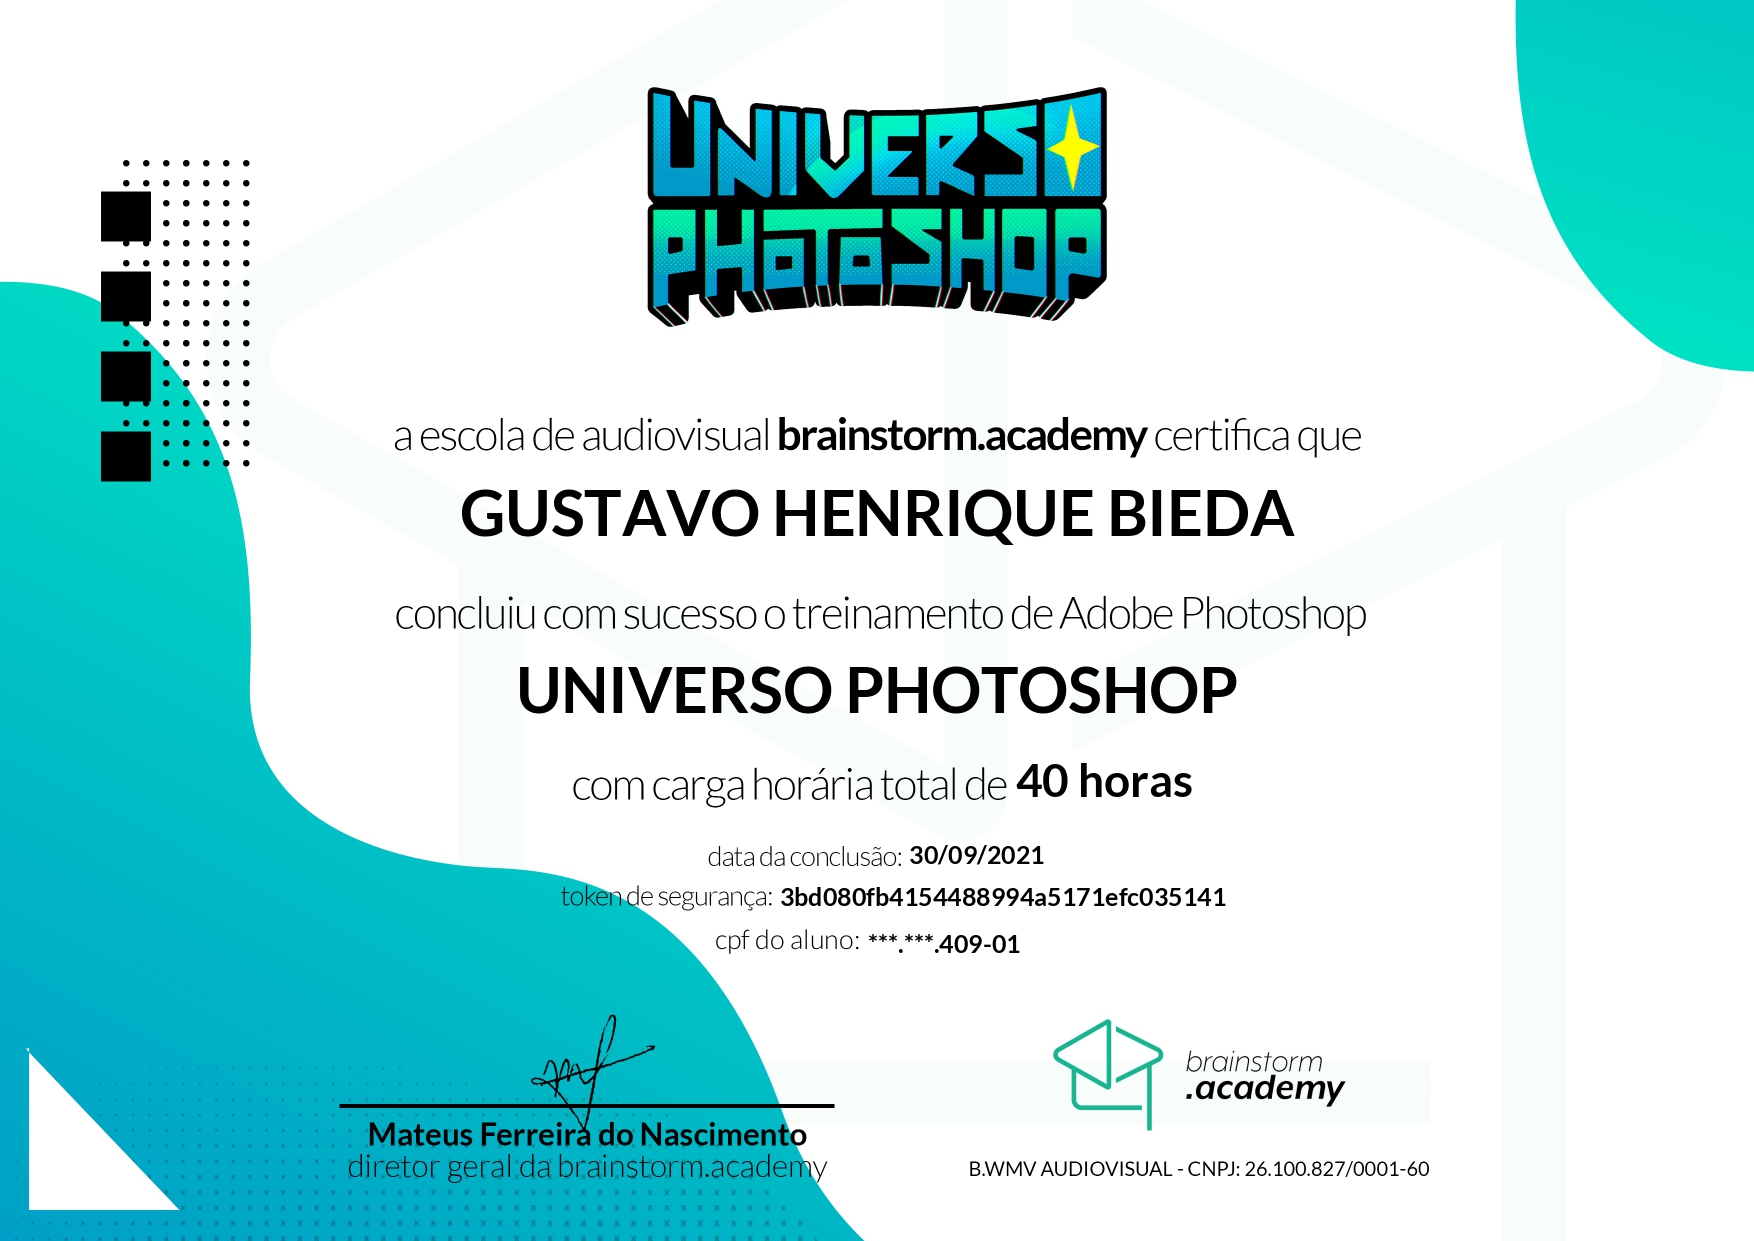 UNIVERSO
PHOTOSHOP
a escola de audiovisual brainstorm.academy certifica que
GUSTAVO HENRIQUE BIEDA
concluiu com sucesso o treinamento de Adobe Photoshop
UNIVERSO PHOTOSHOP
com carga horária total de 40 horas
data da conclusão: 30/09/2021
token de segurança: 3bd080fb4154488994a5171efc035141
cpf do aluno: ***.***.409-01
Mateus Ferreira do Nascimento
diretor geral da brainstorm.academy
brainstorm
.academy
B.WMV AUDIOVISUAL - CNPJ: 26.100.827/0001-60